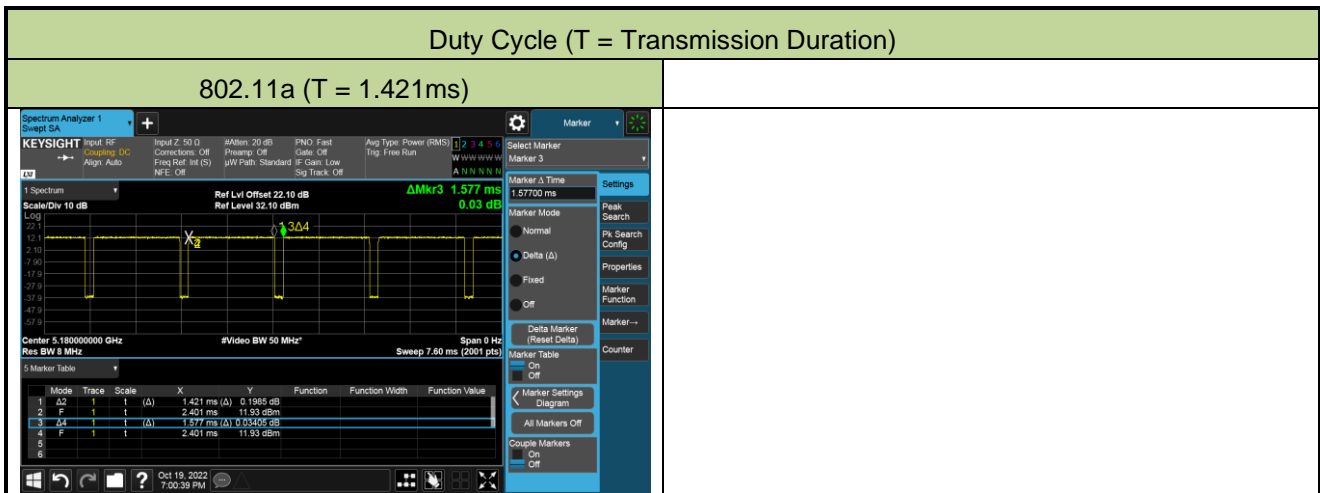 Duty Cycle (T = Transmission Duration)
802.11a (T = 1.421ms)
Spectrum Analyzer 1
Swept SA
+
Marker
KEYSIGHT
Input: RF
Coupling: DC
Align: Auto
Input Z: 50 Ω
Corrections: Off
Freq Ref: Int (S)
NFE: Off
#Atten: 20 dB
Preamp: Off
µW Path: Standard
PNO: Fast
Gate: Off
IF Gain: Low
Sig Track: Off
Avg Type: Power (RMS)
Trig: Free Run
1 2 3 4 5 6
W W W W W W
A N N N N N
LXI
Select Marker
Marker 3
1 Spectrum
Scale/Div 10 dB
Ref Lvl Offset 22.10 dB
Ref Level 32.10 dBm
ΔMkr3 1.577 ms
0.03 dB
Log
22.1
12.1
2.10
-7.90
-17.9
-27.9
-37.9
-47.9
-57.9
3Δ4
Center 5.180000000 GHz
Res BW 8 MHz
#Video BW 50 MHz*
Span 0 Hz
Sweep 7.60 ms (2001 pts)
Marker Δ Time
1.57700 ms
Marker Mode
Normal
Delta (Δ)
Fixed
Off
Delta Marker
(Reset Delta)
Marker Table
On
Off
Marker Settings
Diagram
All Markers Off
Couple Markers
On
Off
Settings
Peak
Search
Pk Search
Config
Properties
Marker
Function
Marker→
Counter
5 Marker Table
Mode Trace Scale X Y Function Function Width Function Value
1 Δ2 1 t (Δ) 1.421 ms (Δ) 0.1985 dB
2 F 1 t 2.401 ms 11.93 dBm
3 Δ4 1 t (Δ) 1.577 ms (Δ) 0.03405 dB
4 F 1 t 2.401 ms 11.93 dBm
5
6
?
Oct 19, 2022
7:00:39 PM